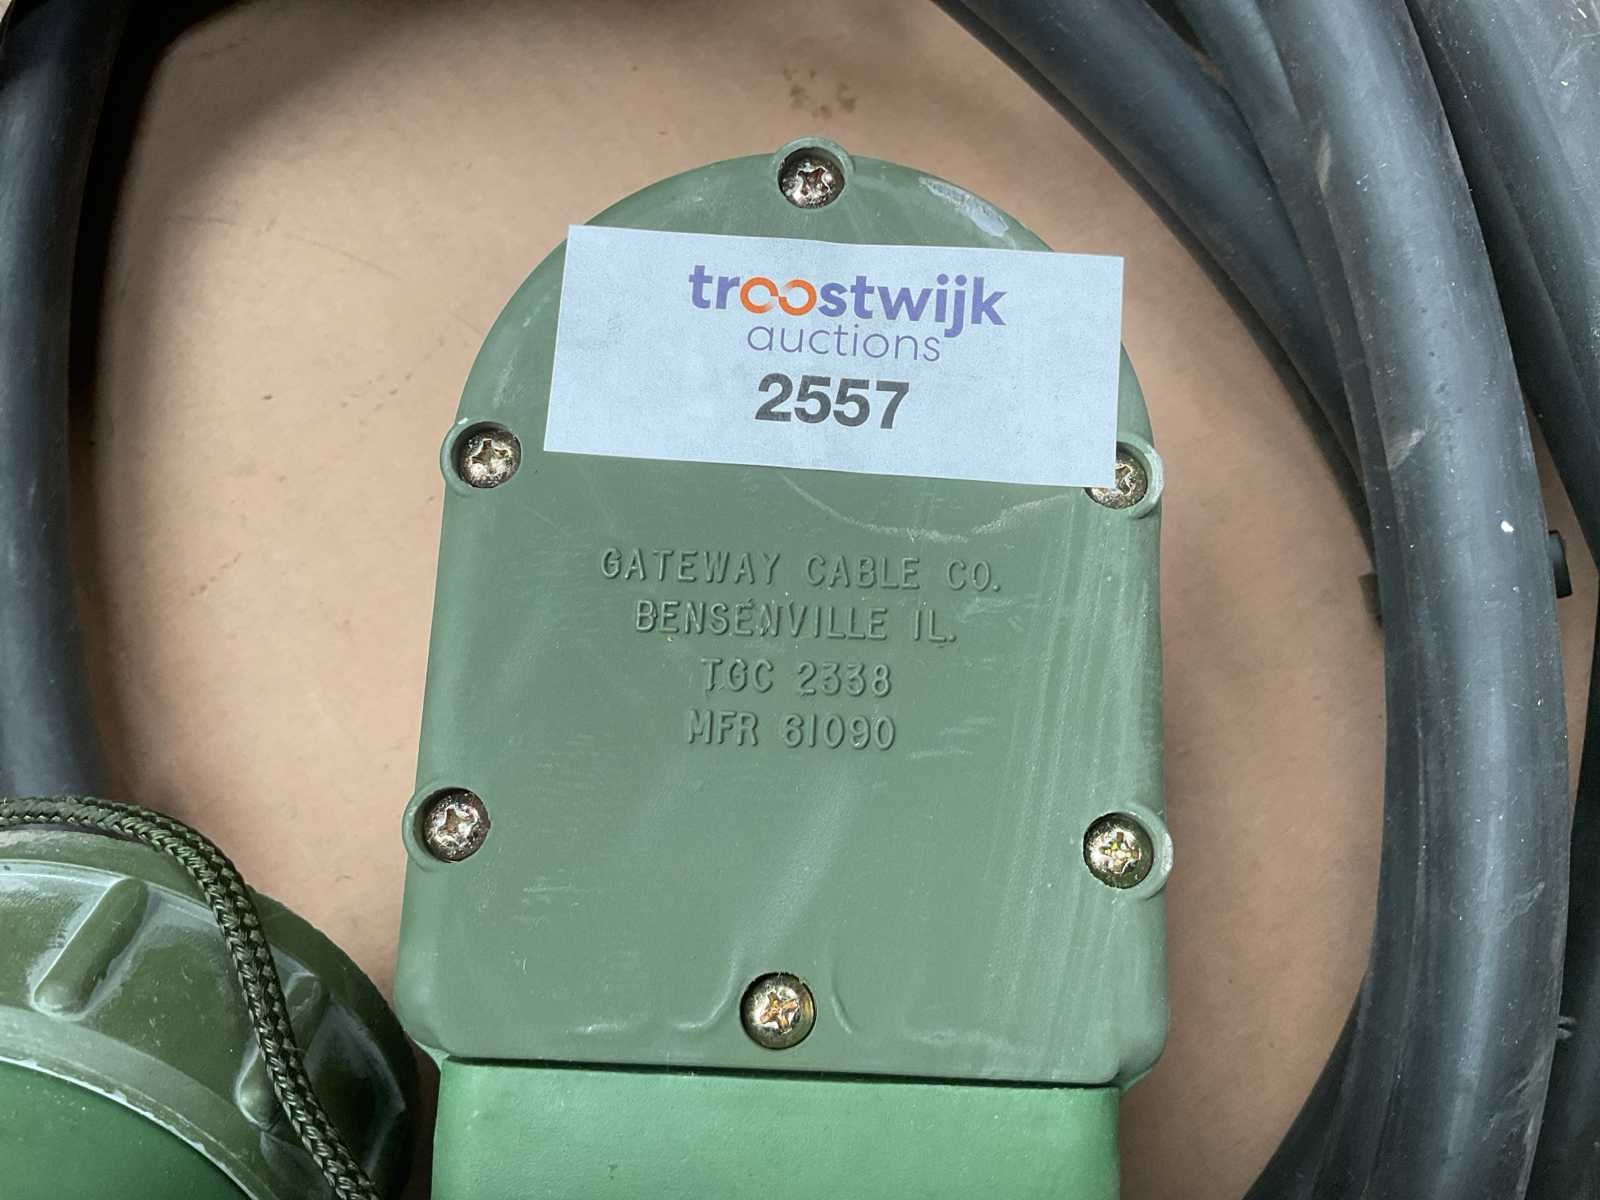 troostwijk
auctions
2557
GATEWAY CABLE CO.
BENSENVILLE IL.
TGC 2338
MFR 61090